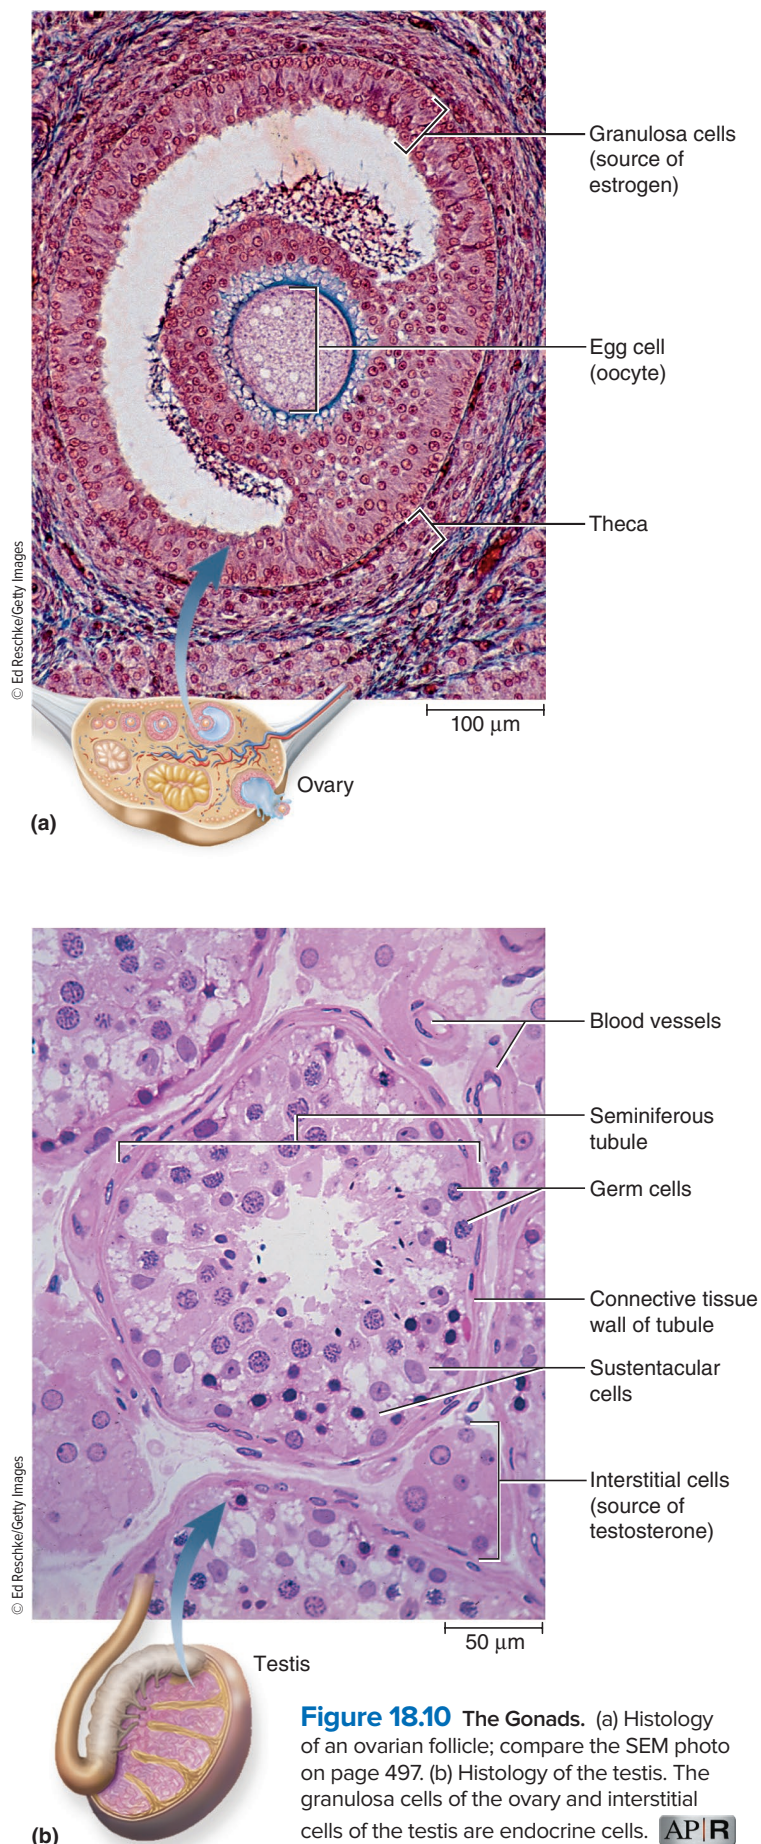 Granulosa cells
(source of
estrogen)
Egg cell
(oocyte)
Theca
© Ed Reschke/Getty Images
100 μm
Ovary
(a)
Blood vessels
Seminiferous
tubule
Germ cells
Connective tissue
wall of tubule
Sustentacular
cells
Interstitial cells
(source of
testosterone)
© Ed Reschke/Getty Images
50 μm
Testis
Figure 18.10 The Gonads. (a) Histology
of an ovarian follicle; compare the SEM photo
on page 497. (b) Histology of the testis. The
granulosa cells of the ovary and interstitial
cells of the testis are endocrine cells. AP|R
(b)